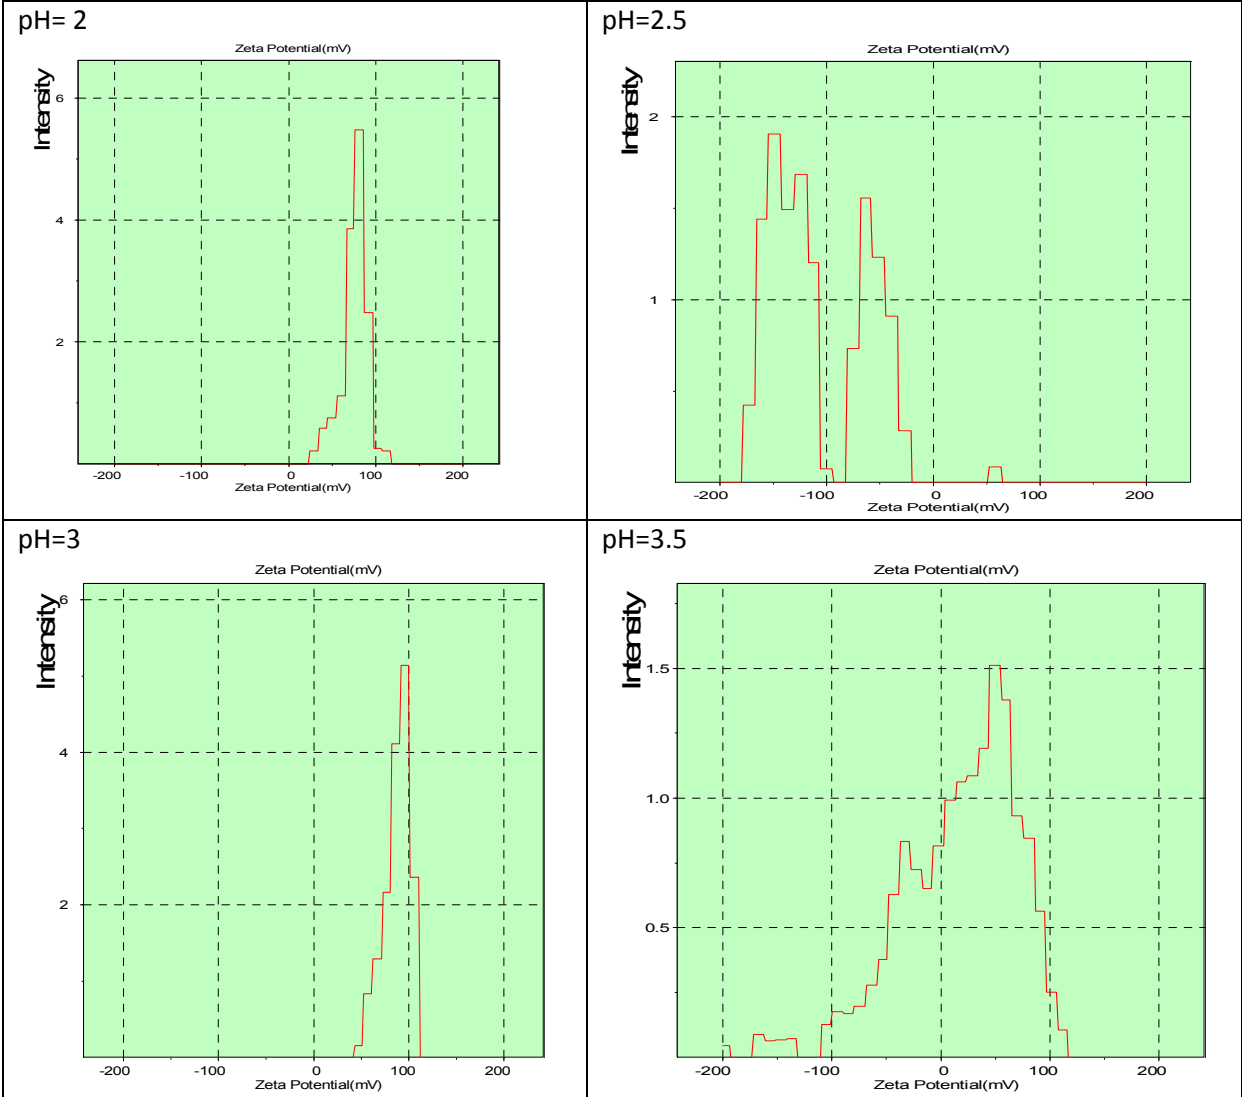 pH= 2
Zeta Potential(mV)
Intensity
6
4
2
-200 -100 0 100 200
Zeta Potential(mV)
pH=2.5
Zeta Potential(mV)
Intensity
2
1
-200 -100 0 100 200
Zeta Potential(mV)
pH=3
Zeta Potential(mV)
Intensity
6
4
2
-200 -100 0 100 200
Zeta Potential(mV)
pH=3.5
Zeta Potential(mV)
Intensity
1.5
1.0
0.5
-200 -100 0 100 200
Zeta Potential(mV)